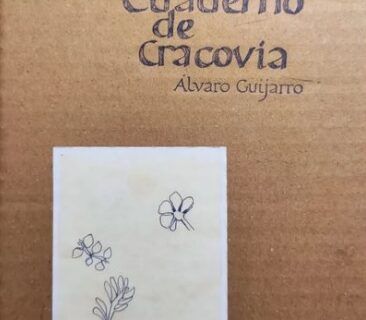 Cuaderno
de
Cracovia
Álvaro Guijarro